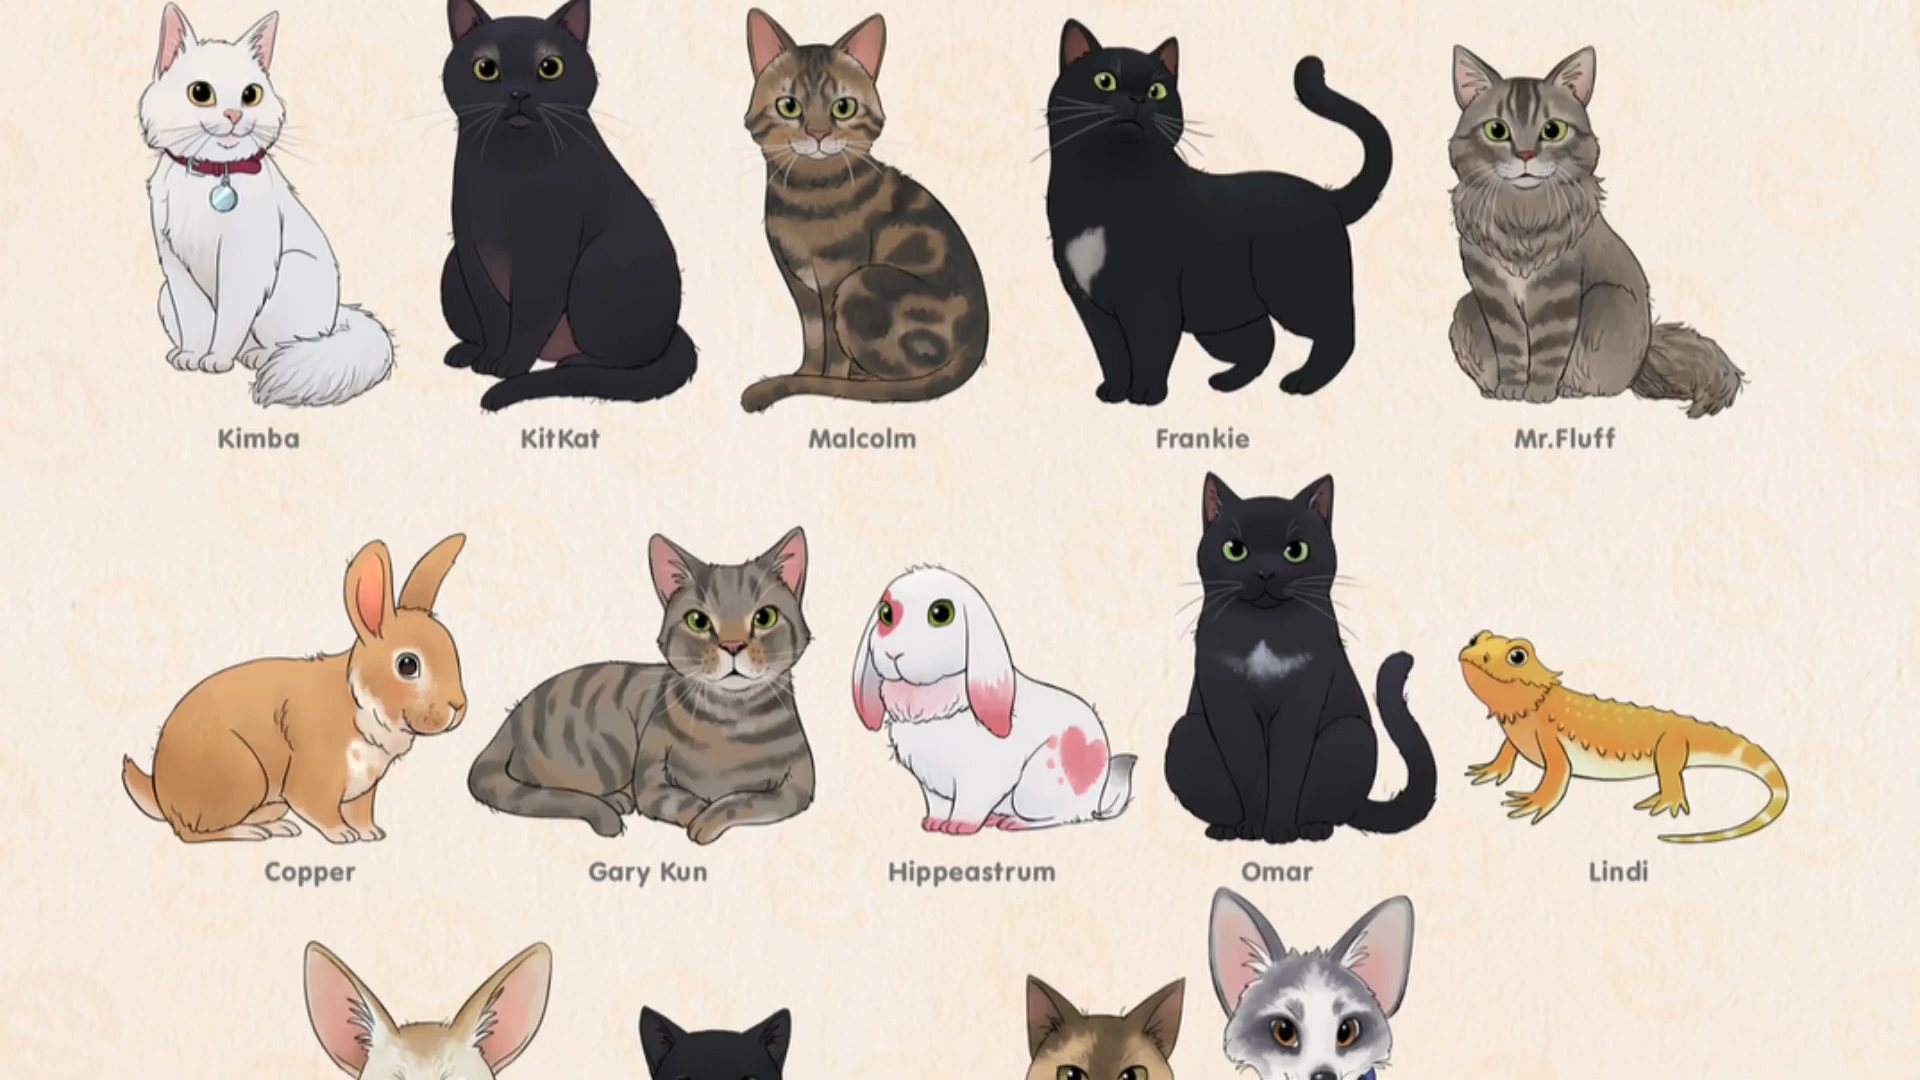 Kimba
KitKat
Malcolm
Frankie
Mr.Fluff
Copper
Gary Kun
Hippeastrum
Omar
Lindi